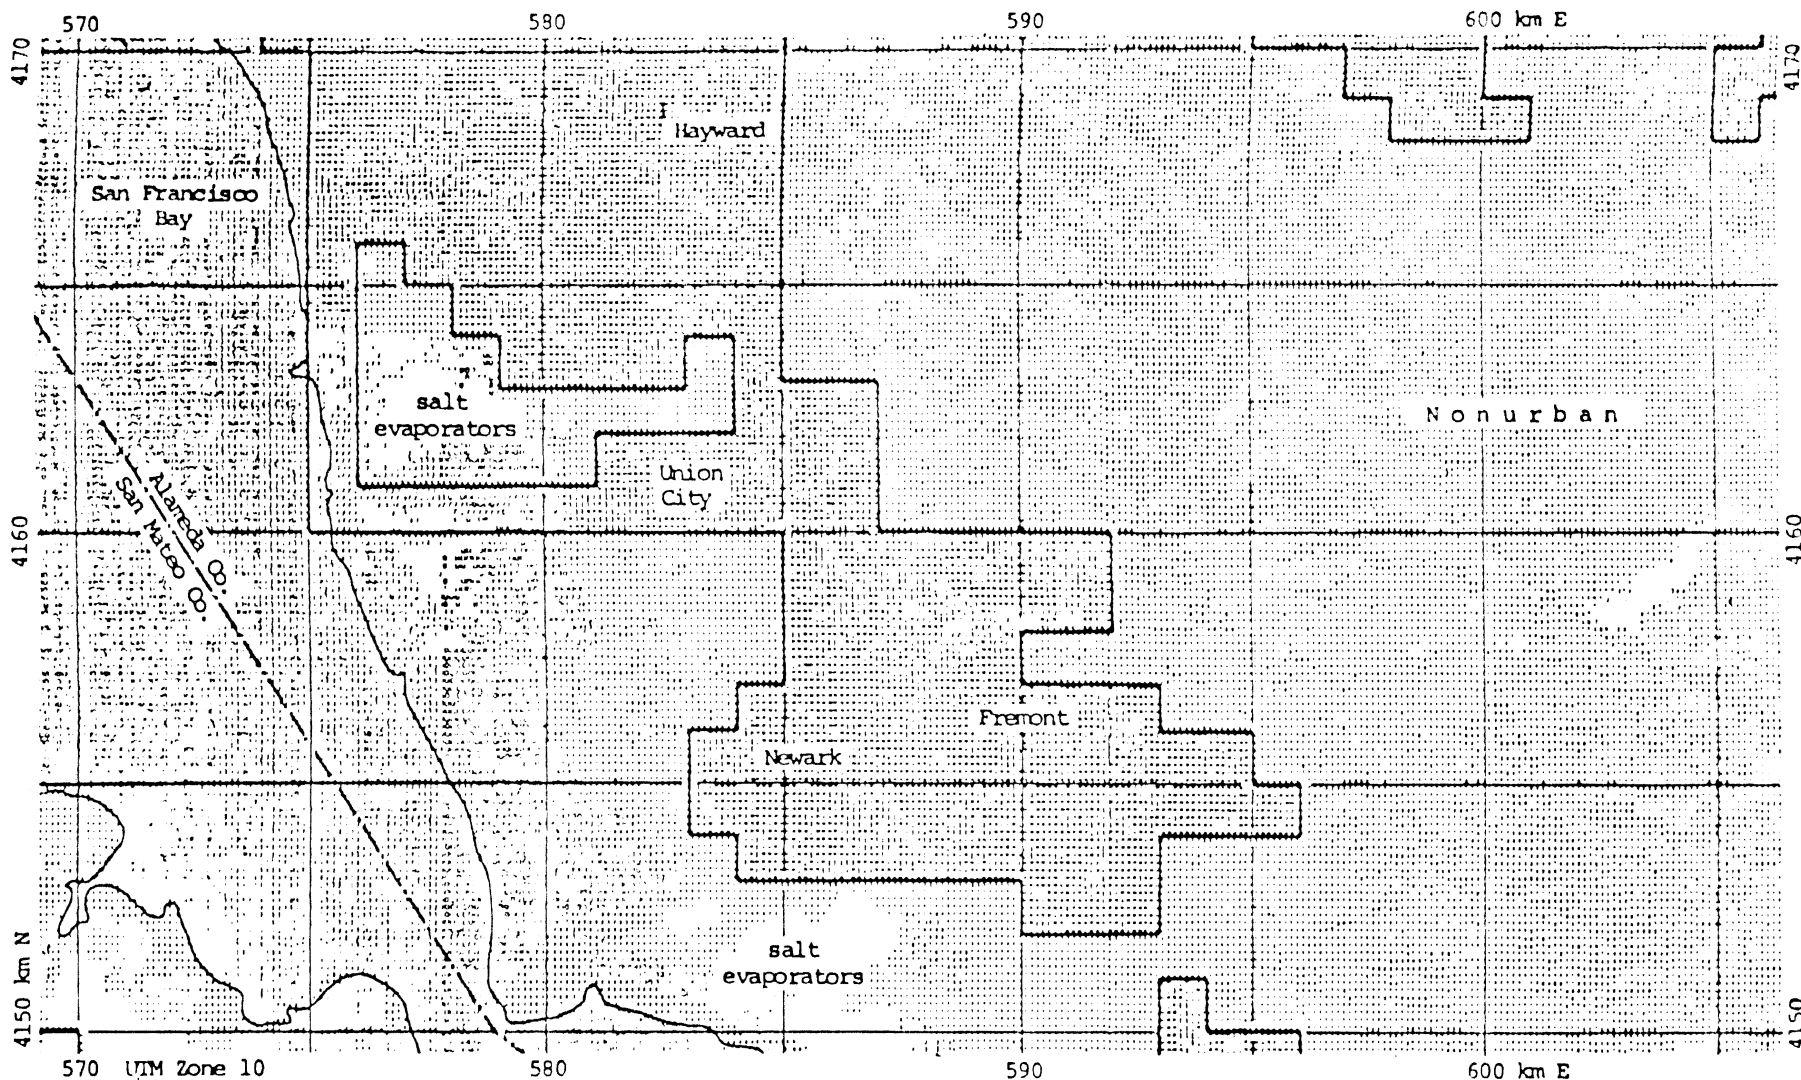 570
580
590
600 km E
4170
4170
Hayward
San Francisco
Bay
salt
evaporators
Nonurban
Union
City
Alameda Co.
San Mateo Co.
4160
4160
Fremont
Newark
salt
evaporators
4150 km N
4150
570
UTM Zone 10
580
590
600 km E